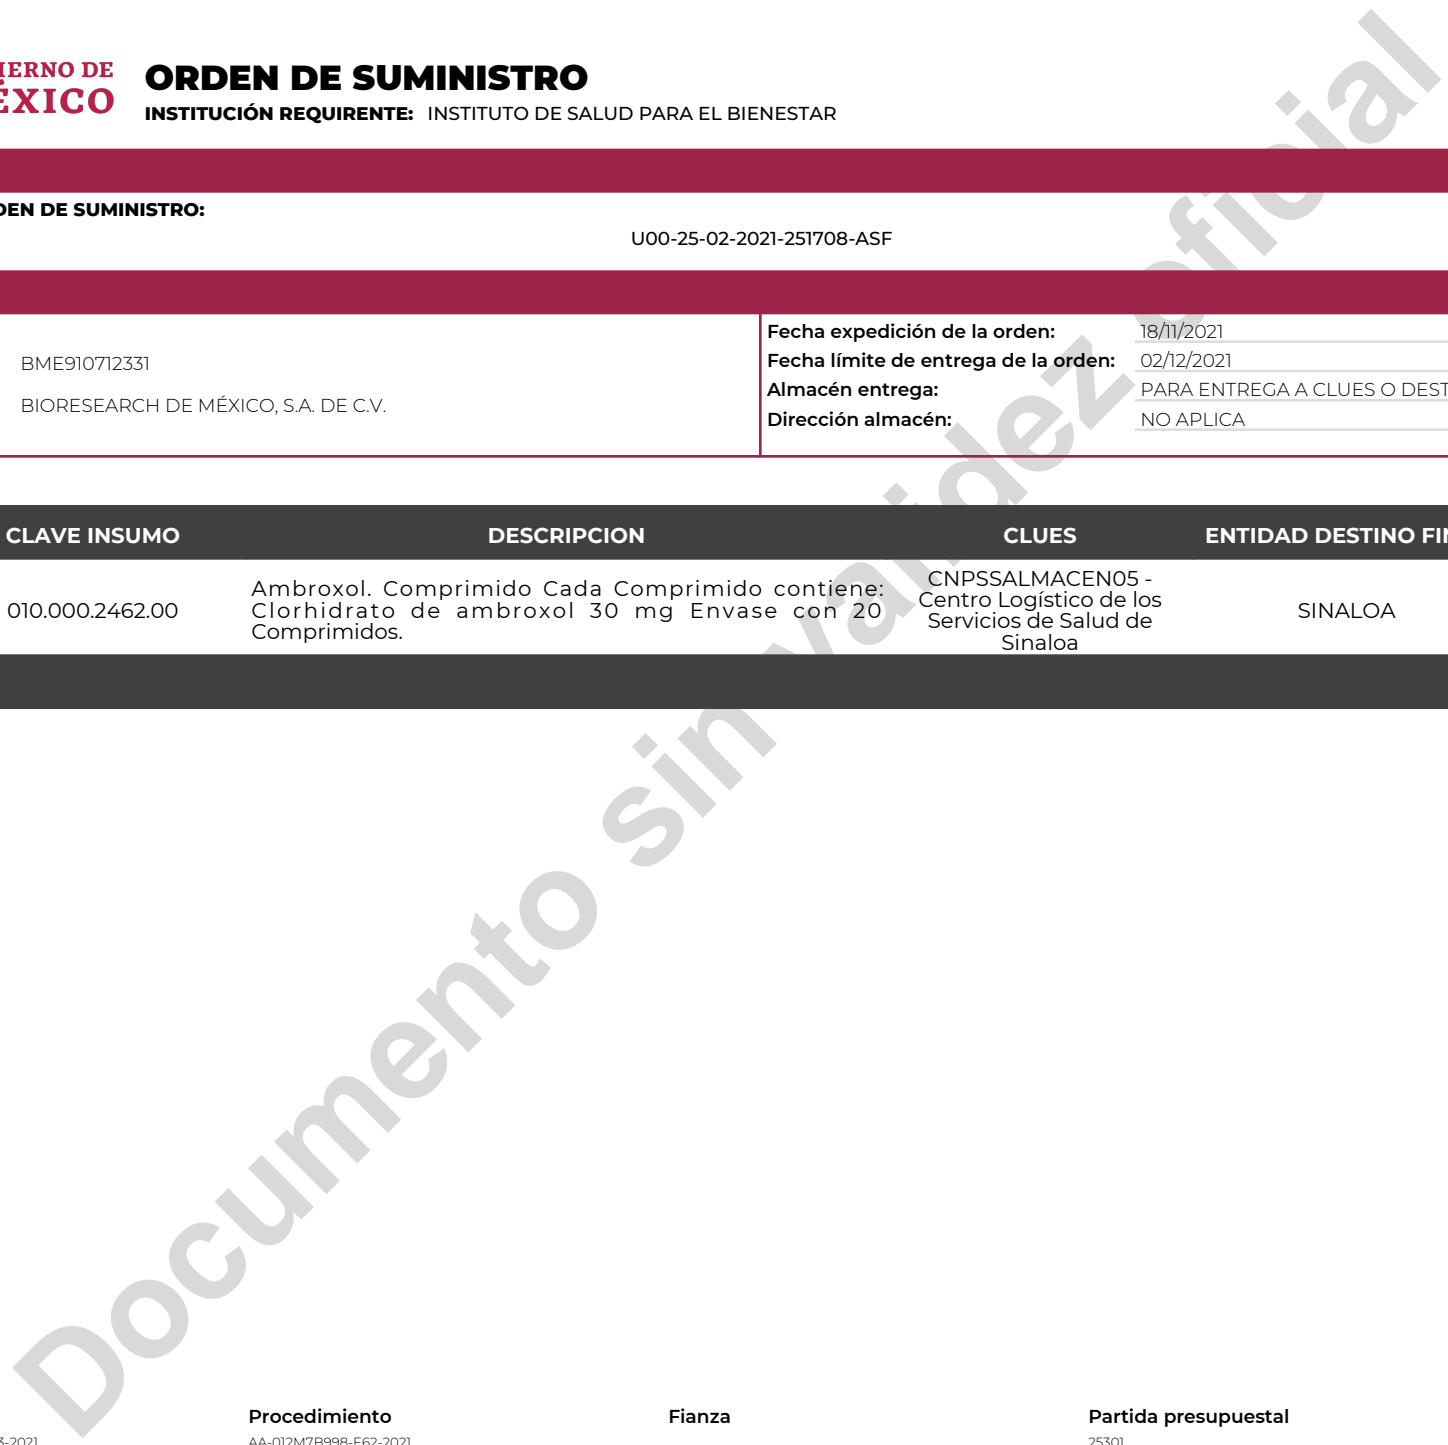 IERNO DE
ÉXICO
ORDEN DE SUMINISTRO
INSTITUCIÓN REQUIRENTE: INSTITUTO DE SALUD PARA EL BIENESTAR
DEN DE SUMINISTRO:
U00-25-02-2021-251708-ASF
BME910712331
BIORESEARCH DE MÉXICO, S.A. DE C.V.
Fecha expedición de la orden: 18/11/2021
Fecha límite de entrega de la orden: 02/12/2021
Almacén entrega: PARA ENTREGA A CLUES O DEST
Dirección almacén: NO APLICA
CLAVE INSUMO DESCRIPCION CLUES ENTIDAD DESTINO FIN
010.000.2462.00
Ambroxol. Comprimido Cada Comprimido contiene:
Clorhidrato de ambroxol 30 mg Envase con 20
Comprimidos.
CNPSSALMACEN05 -
Centro Logístico de los
Servicios de Salud de
Sinaloa
SINALOA
Documento sin validez oficial
Procedimiento Fianza Partida presupuestal
3-2021 AA-012M7B998-E62-2021 25301